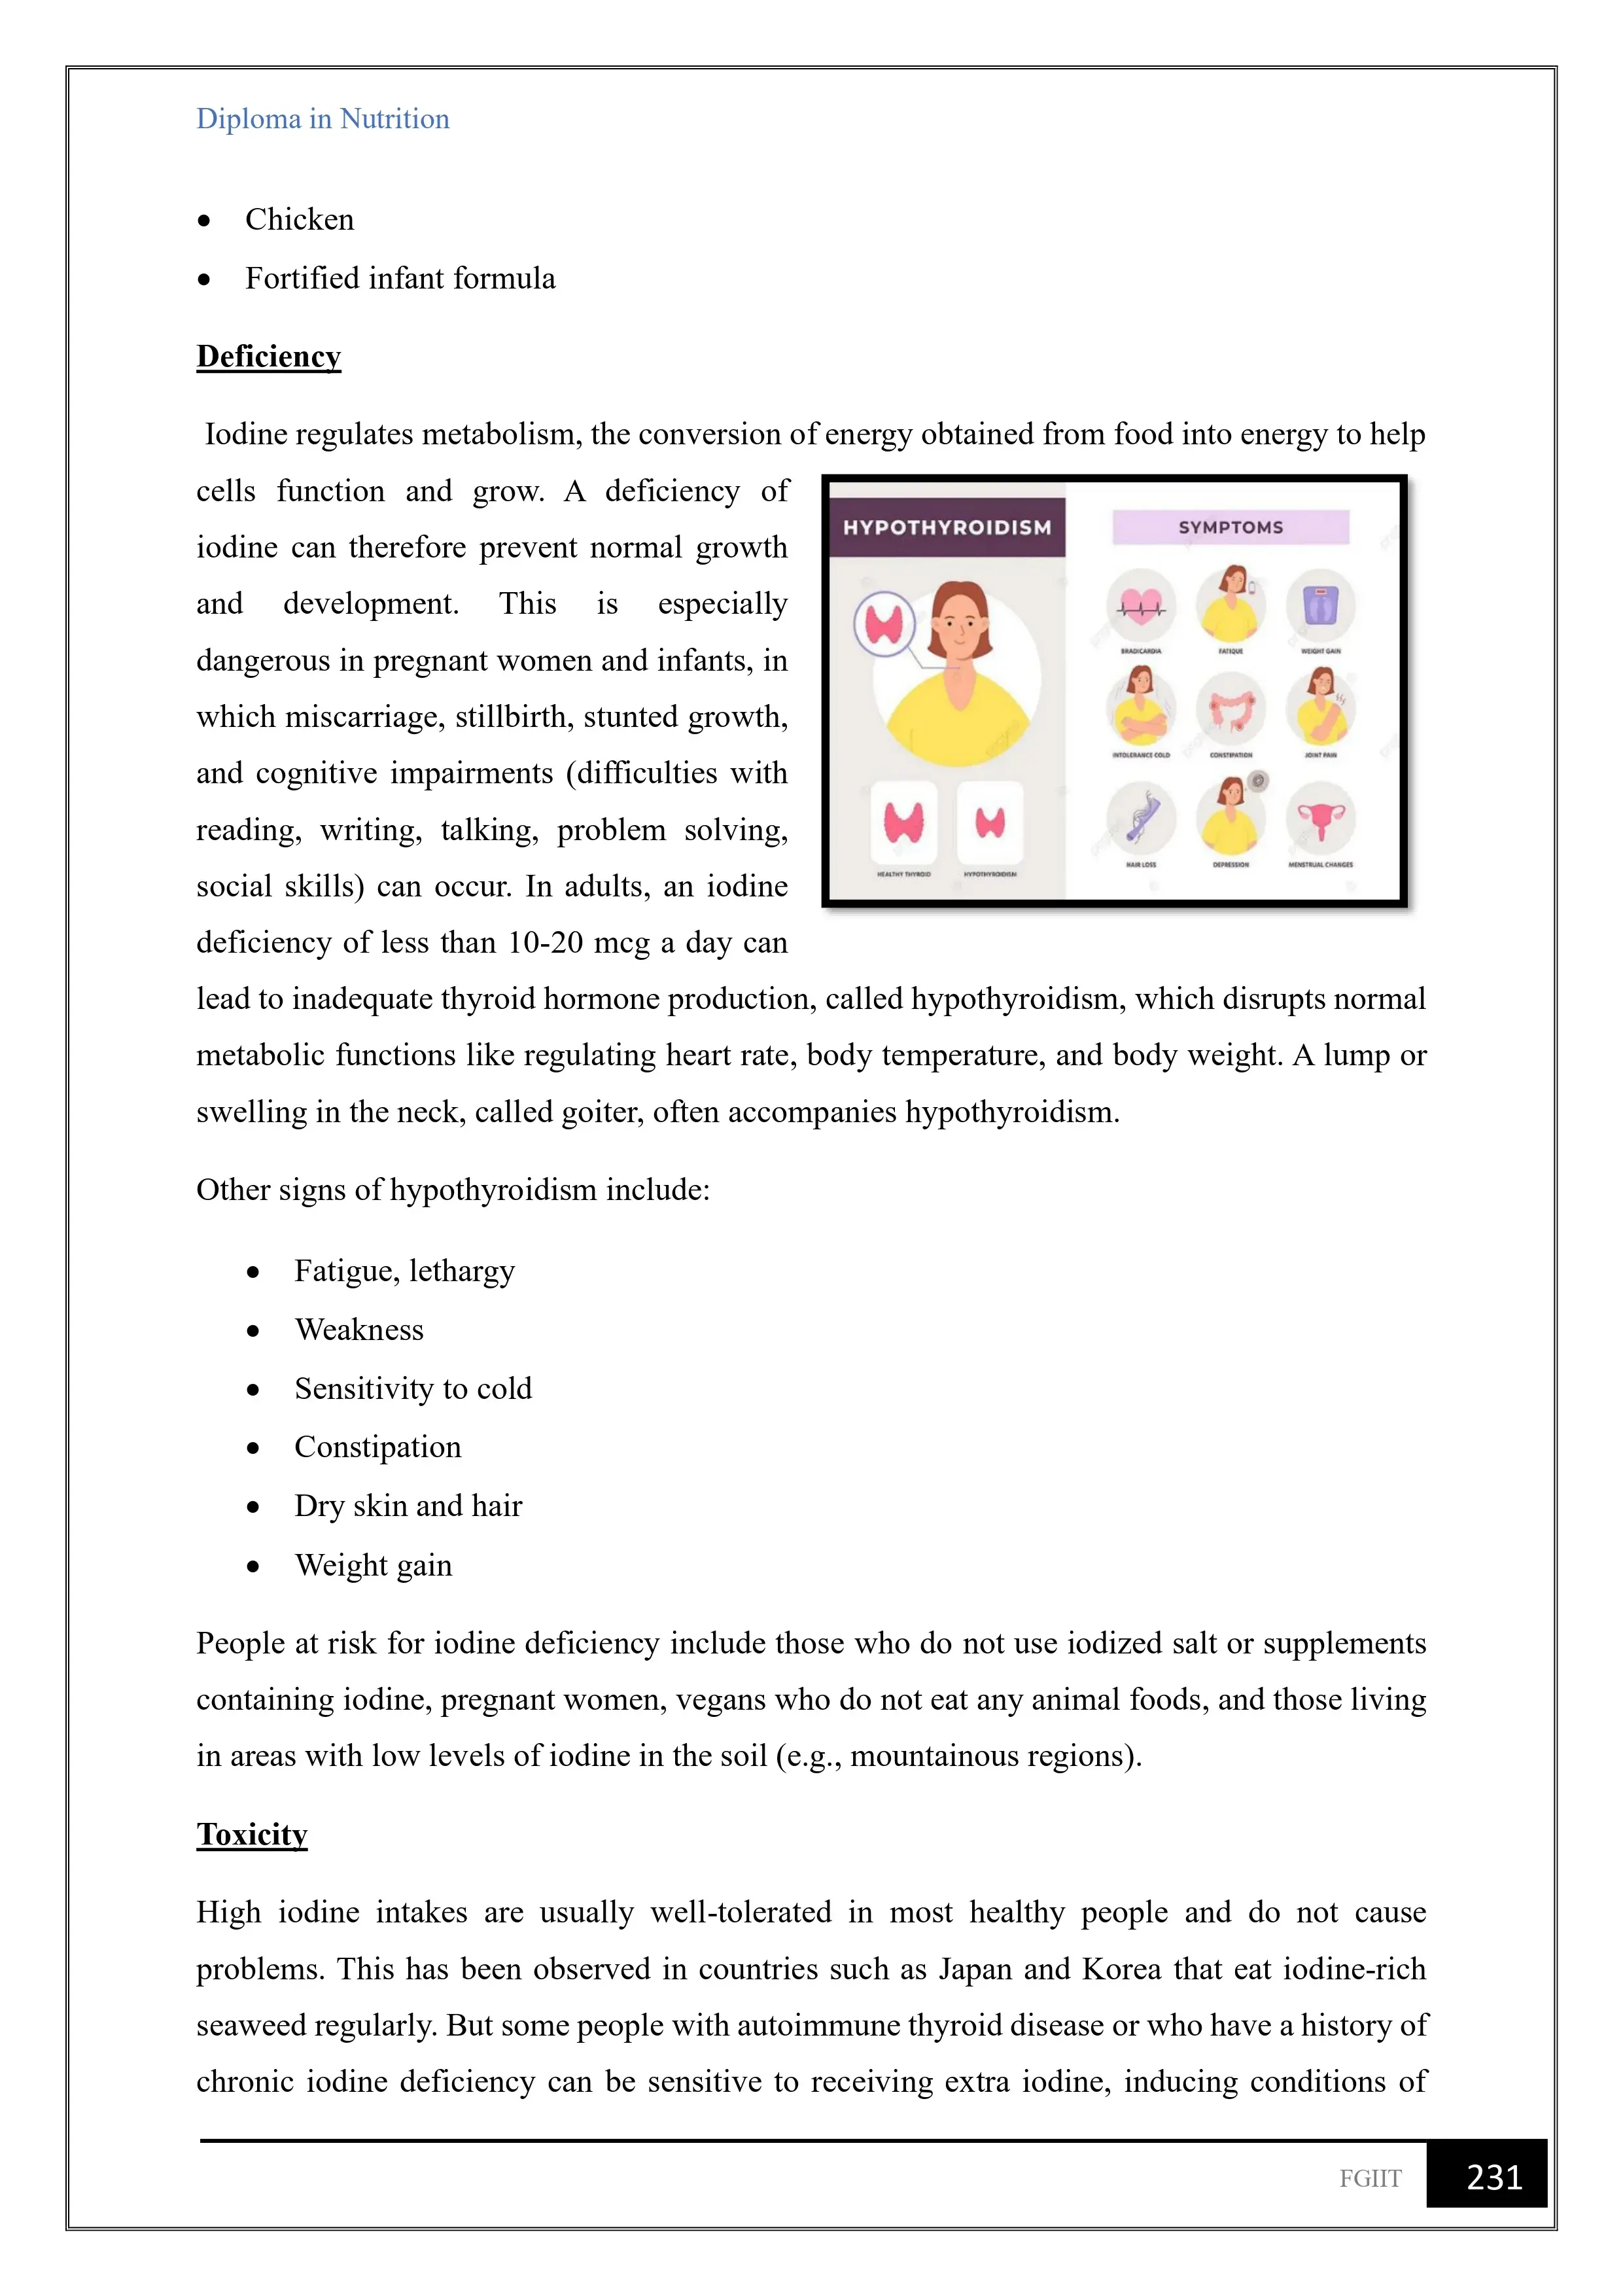 Diploma in Nutrition
• Chicken
• Fortified infant formula
Deficiency
Iodine regulates metabolism, the conversion of energy obtained from food into energy to help
cells function and grow. A deficiency of
iodine can therefore prevent normal growth
and development. This is especially
dangerous in pregnant women and infants, in
which miscarriage, stillbirth, stunted growth,
and cognitive impairments (difficulties with
reading, writing, talking, problem solving,
social skills) can occur. In adults, an iodine
deficiency of less than 10-20 mcg a day can
HYPOTHYROIDISM
HEALTHY THYROID
HYPOTHYROIDISM
SYMPTOMS
BRADICARDIA
FATIQUE
WEIGHT GAIN
INTOLERANCE COLD
CONSTIPATION
JOINT PAIN
HAIR LOSS
DEPRESSION
MENSTRUAL CHANGES
lead to inadequate thyroid hormone production, called hypothyroidism, which disrupts normal
metabolic functions like regulating heart rate, body temperature, and body weight. A lump or
swelling in the neck, called goiter, often accompanies hypothyroidism.
Other signs of hypothyroidism include:
• Fatigue, lethargy
• Weakness
• Sensitivity to cold
• Constipation
• Dry skin and hair
• Weight gain
People at risk for iodine deficiency include those who do not use iodized salt or supplements
containing iodine, pregnant women, vegans who do not eat any animal foods, and those living
in areas with low levels of iodine in the soil (e.g., mountainous regions).
Toxicity
High iodine intakes are usually well-tolerated in most healthy people and do not cause
problems. This has been observed in countries such as Japan and Korea that eat iodine-rich
seaweed regularly. But some people with autoimmune thyroid disease or who have a history of
chronic iodine deficiency can be sensitive to receiving extra iodine, inducing conditions of
FGIIT
231